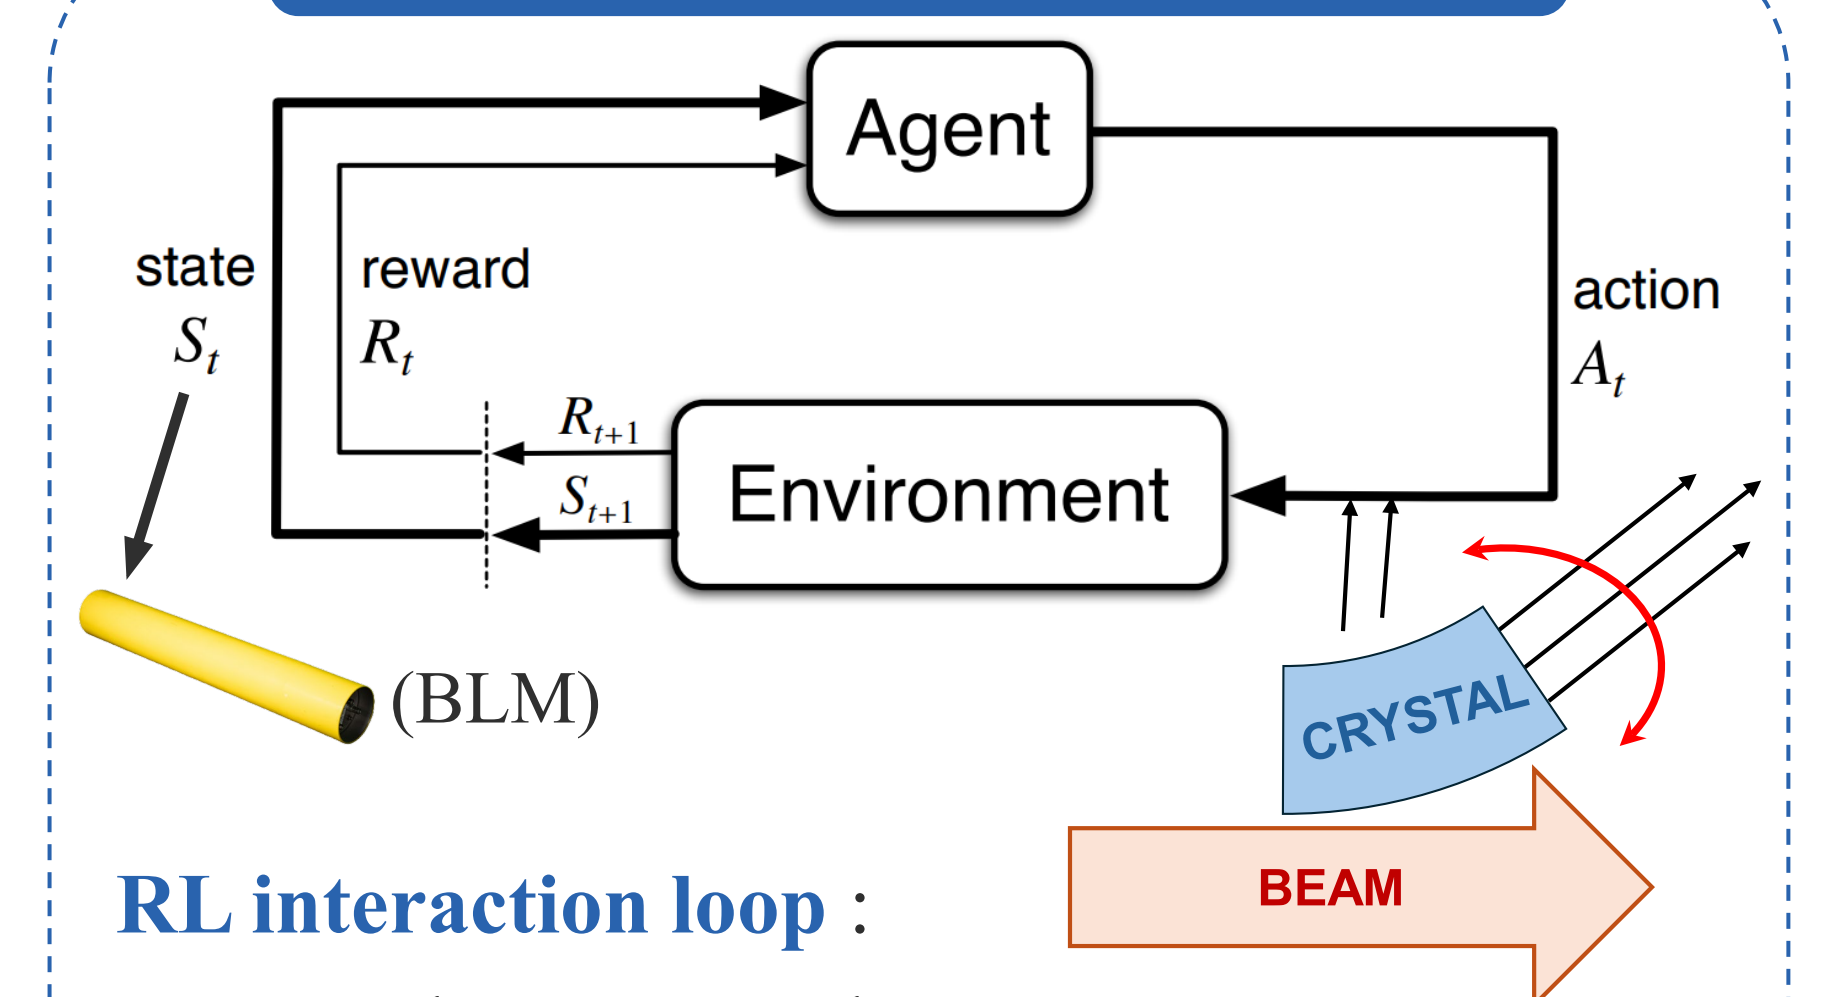 Agent
state
S_t
reward
R_t
action
A_t
R_{t+1}
S_{t+1}
Environment
(BLM)
CRYSTAL
BEAM
RL interaction loop :